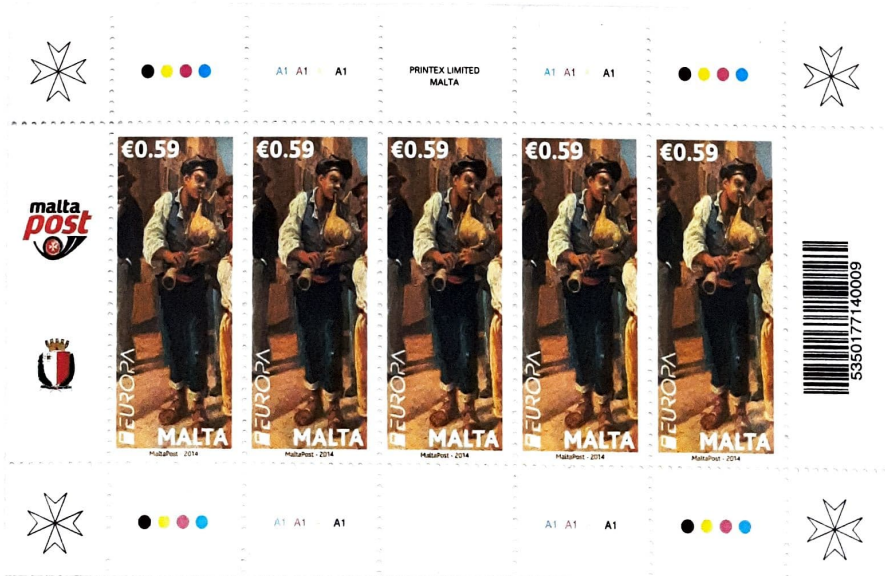 A1 A1 A1
PRINTEX LIMITED
MALTA
A1 A1 A1
€0.59
€0.59
€0.59
€0.59
€0.59
malta
post
5350177140009
EUROPA
MALTA
EUROPA
MALTA
EUROPA
MALTA
EUROPA
MALTA
EUROPA
MALTA
MaltaPost - 2014
MaltaPost - 2014
MaltaPost - 2014
MaltaPost - 2014
MaltaPost - 2014
A1 A1 A1
A1 A1 A1